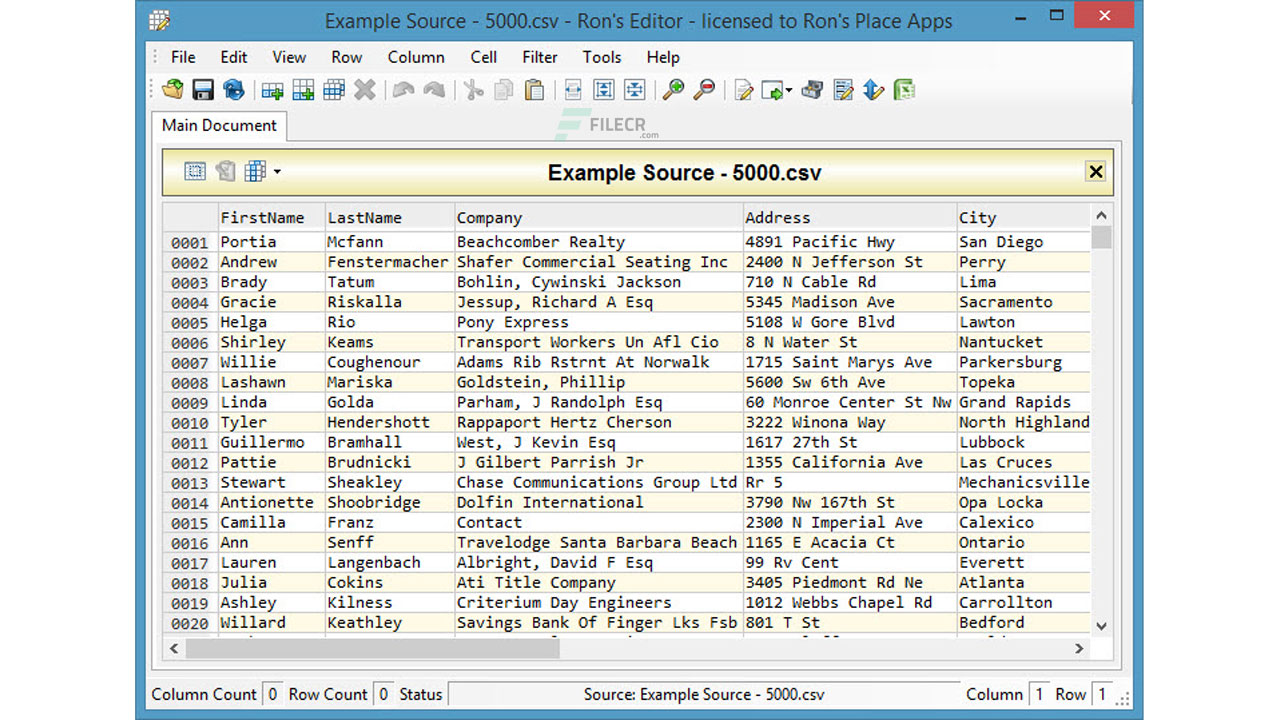 Example Source - 5000.csv - Ron's Editor - licensed to Ron's Place Apps
File Edit View Row Column Cell Filter Tools Help
FILECR
.com
Main Document
Example Source - 5000.csv
FirstName LastName Company Address City
0001 Portia Mcfann Beachcomber Realty 4891 Pacific Hwy San Diego
0002 Andrew Fenstermacher Shafer Commercial Seating Inc 2400 N Jefferson St Perry
0003 Brady Tatum Bohlin, Cywinski Jackson 710 N Cable Rd Lima
0004 Gracie Riskalla Jessup, Richard A Esq 5345 Madison Ave Sacramento
0005 Helga Rio Pony Express 5108 W Gore Blvd Lawton
0006 Shirley Keams Transport Workers Un Afl Cio 8 N Water St Nantucket
0007 Willie Coughenour Adams Rib Rstrnt At Norwalk 1715 Saint Marys Ave Parkersburg
0008 Lashawn Mariska Goldstein, Phillip 5600 Sw 6th Ave Topeka
0009 Linda Golda Parham, J Randolph Esq 60 Monroe Center St Nw Grand Rapids
0010 Tyler Hendershott Rappaport Hertz Cherson 3222 Winona Way North Highland
0011 Guillermo Bramhall West, J Kevin Esq 1617 27th St Lubbock
0012 Pattie Brudnicki J Gilbert Parrish Jr 1355 California Ave Las Cruces
0013 Stewart Sheakley Chase Communications Group Ltd Rr 5 Mechanicsville
0014 Antionette Shoobridge Dolfin International 3790 Nw 167th St Opa Locka
0015 Camilla Franz Contact 2300 N Imperial Ave Calexico
0016 Ann Senff Travelodge Santa Barbara Beach 1165 E Acacia Ct Ontario
0017 Lauren Langenbach Albright, David F Esq 99 Rv Cent Everett
0018 Julia Cokins Ati Title Company 3405 Piedmont Rd Ne Atlanta
0019 Ashley Kilness Criterium Day Engineers 1012 Webbs Chapel Rd Carrollton
0020 Willard Keathley Savings Bank Of Finger Lks Fsb 801 T St Bedford
Column Count 0 Row Count 0 Status Source: Example Source - 5000.csv Column 1 Row 1